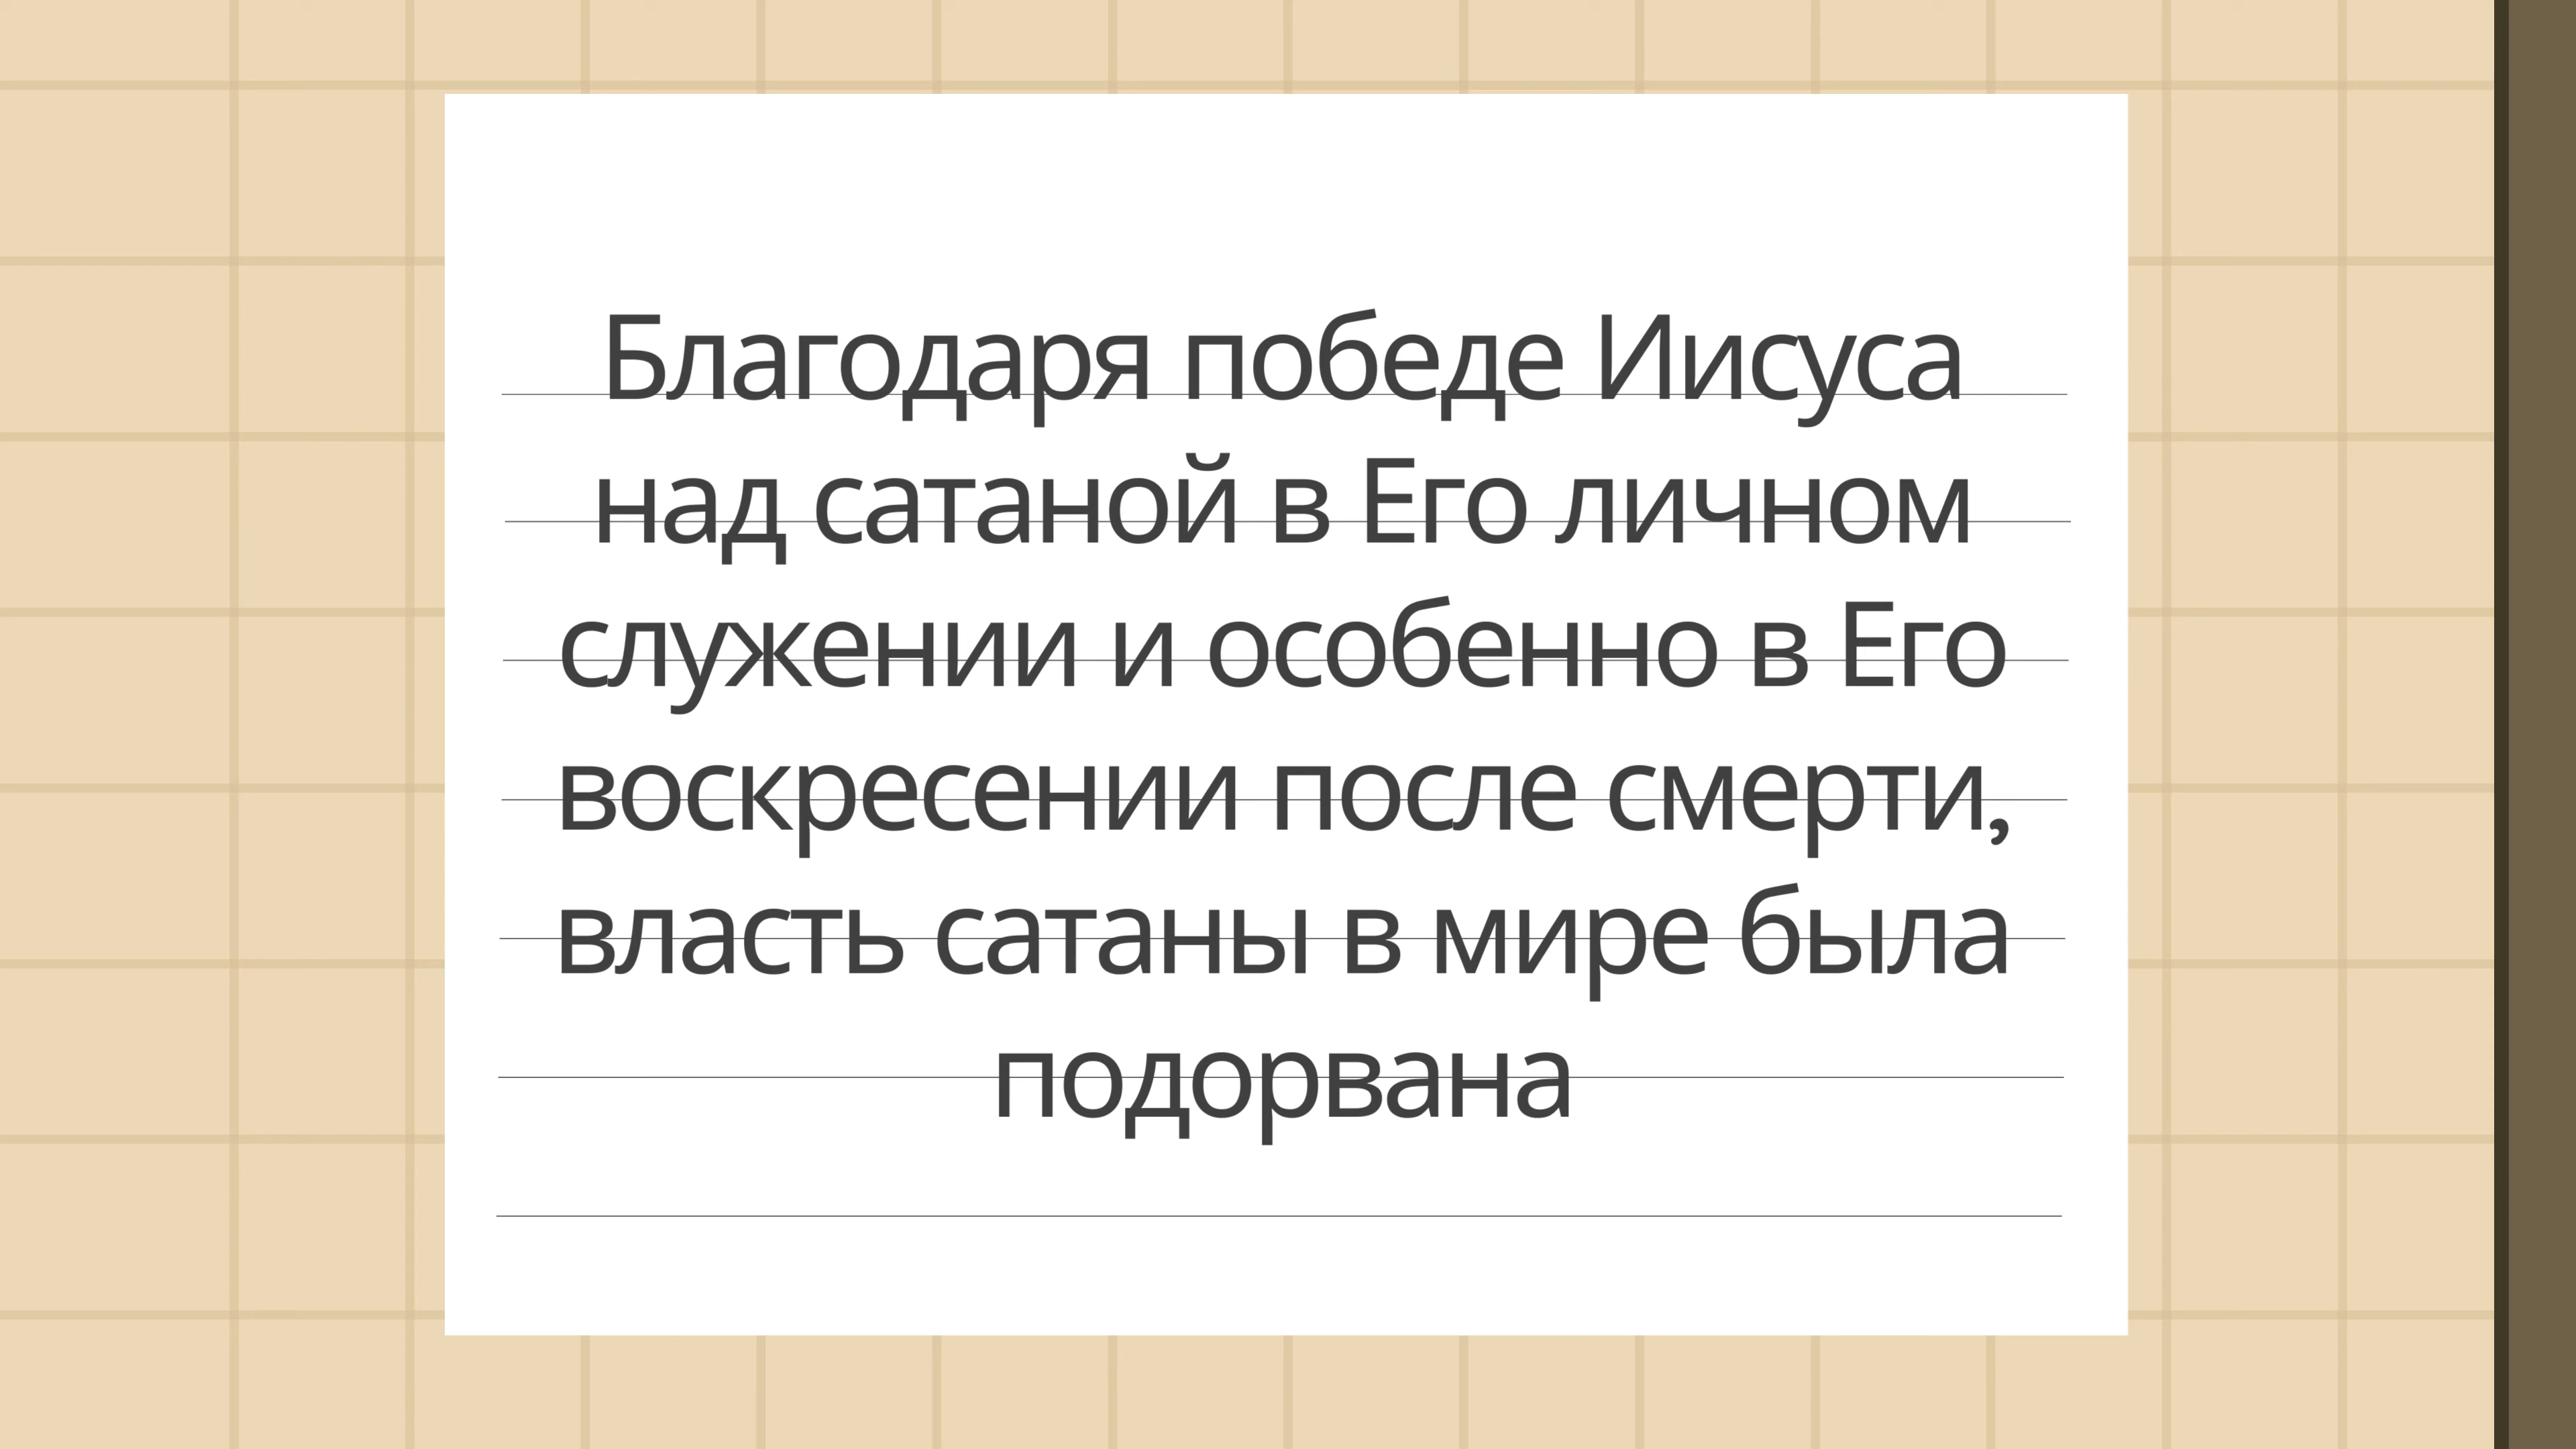 Благодаря победе Иисуса
над сатаной в Его личном
служении и особенно в Его
воскресении после смерти,
власть сатаны в мире была
подорвана